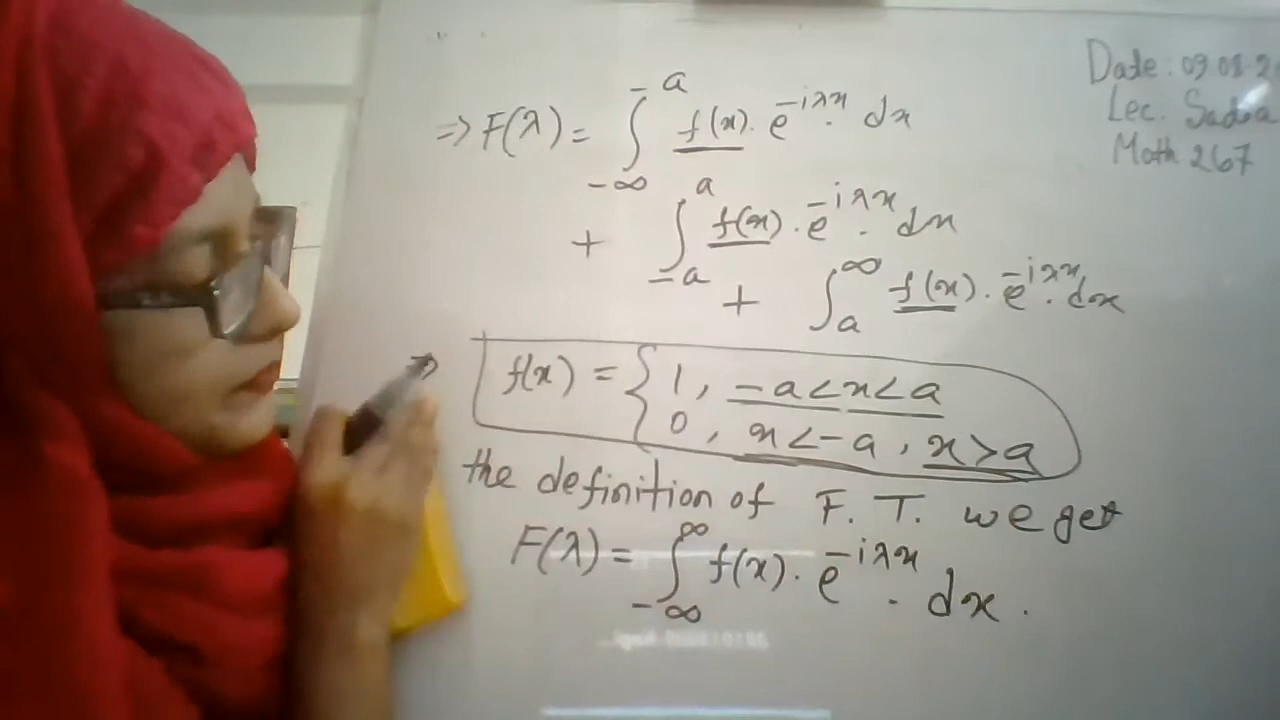 Date: 09.08.2
Lec. Sadia
Math 267
⇒ F(λ) = ∫_{-∞}^{-a} f(x). e^{-iλx}. dx
+ ∫_{-a}^{a} f(x). e^{-iλx}. dx
+ ∫_{a}^{∞} f(x). e^{-iλx}. dx
⇒ f(x) = { 1, -a<x<a
0, x<-a, x>a
the definition of F. T. we get
F(λ) = ∫_{-∞}^{∞} f(x). e^{-iλx}. dx.